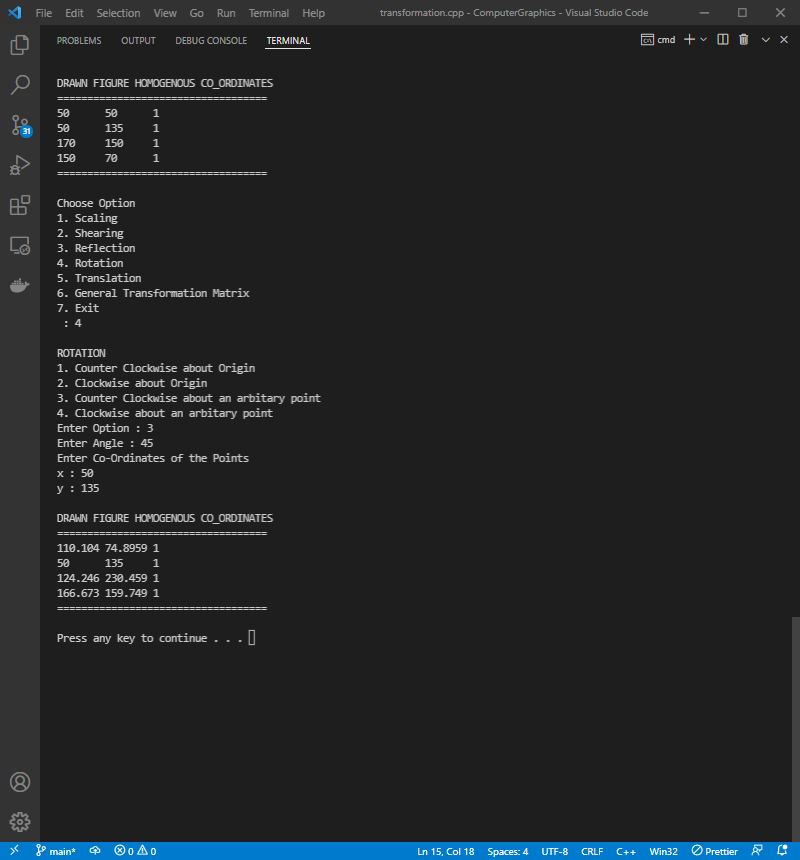 File Edit Selection View Go Run Terminal Help transformation.cpp - ComputerGraphics - Visual Studio Code
PROBLEMS OUTPUT DEBUG CONSOLE TERMINAL cmd
31
DRAWN FIGURE HOMOGENOUS CO_ORDINATES
===================================
50 50 1
50 135 1
170 150 1
150 70 1
===================================
Choose Option
1. Scaling
2. Shearing
3. Reflection
4. Rotation
5. Translation
6. General Transformation Matrix
7. Exit
: 4
ROTATION
1. Counter Clockwise about Origin
2. Clockwise about Origin
3. Counter Clockwise about an arbitary point
4. Clockwise about an arbitary point
Enter Option : 3
Enter Angle : 45
Enter Co-Ordinates of the Points
x : 50
y : 135
DRAWN FIGURE HOMOGENOUS CO_ORDINATES
===================================
110.104 74.8959 1
50 135 1
124.246 230.459 1
166.673 159.749 1
===================================
Press any key to continue . . .
main* 0 0 Ln 15, Col 18 Spaces: 4 UTF-8 CRLF C++ Win32 Prettier